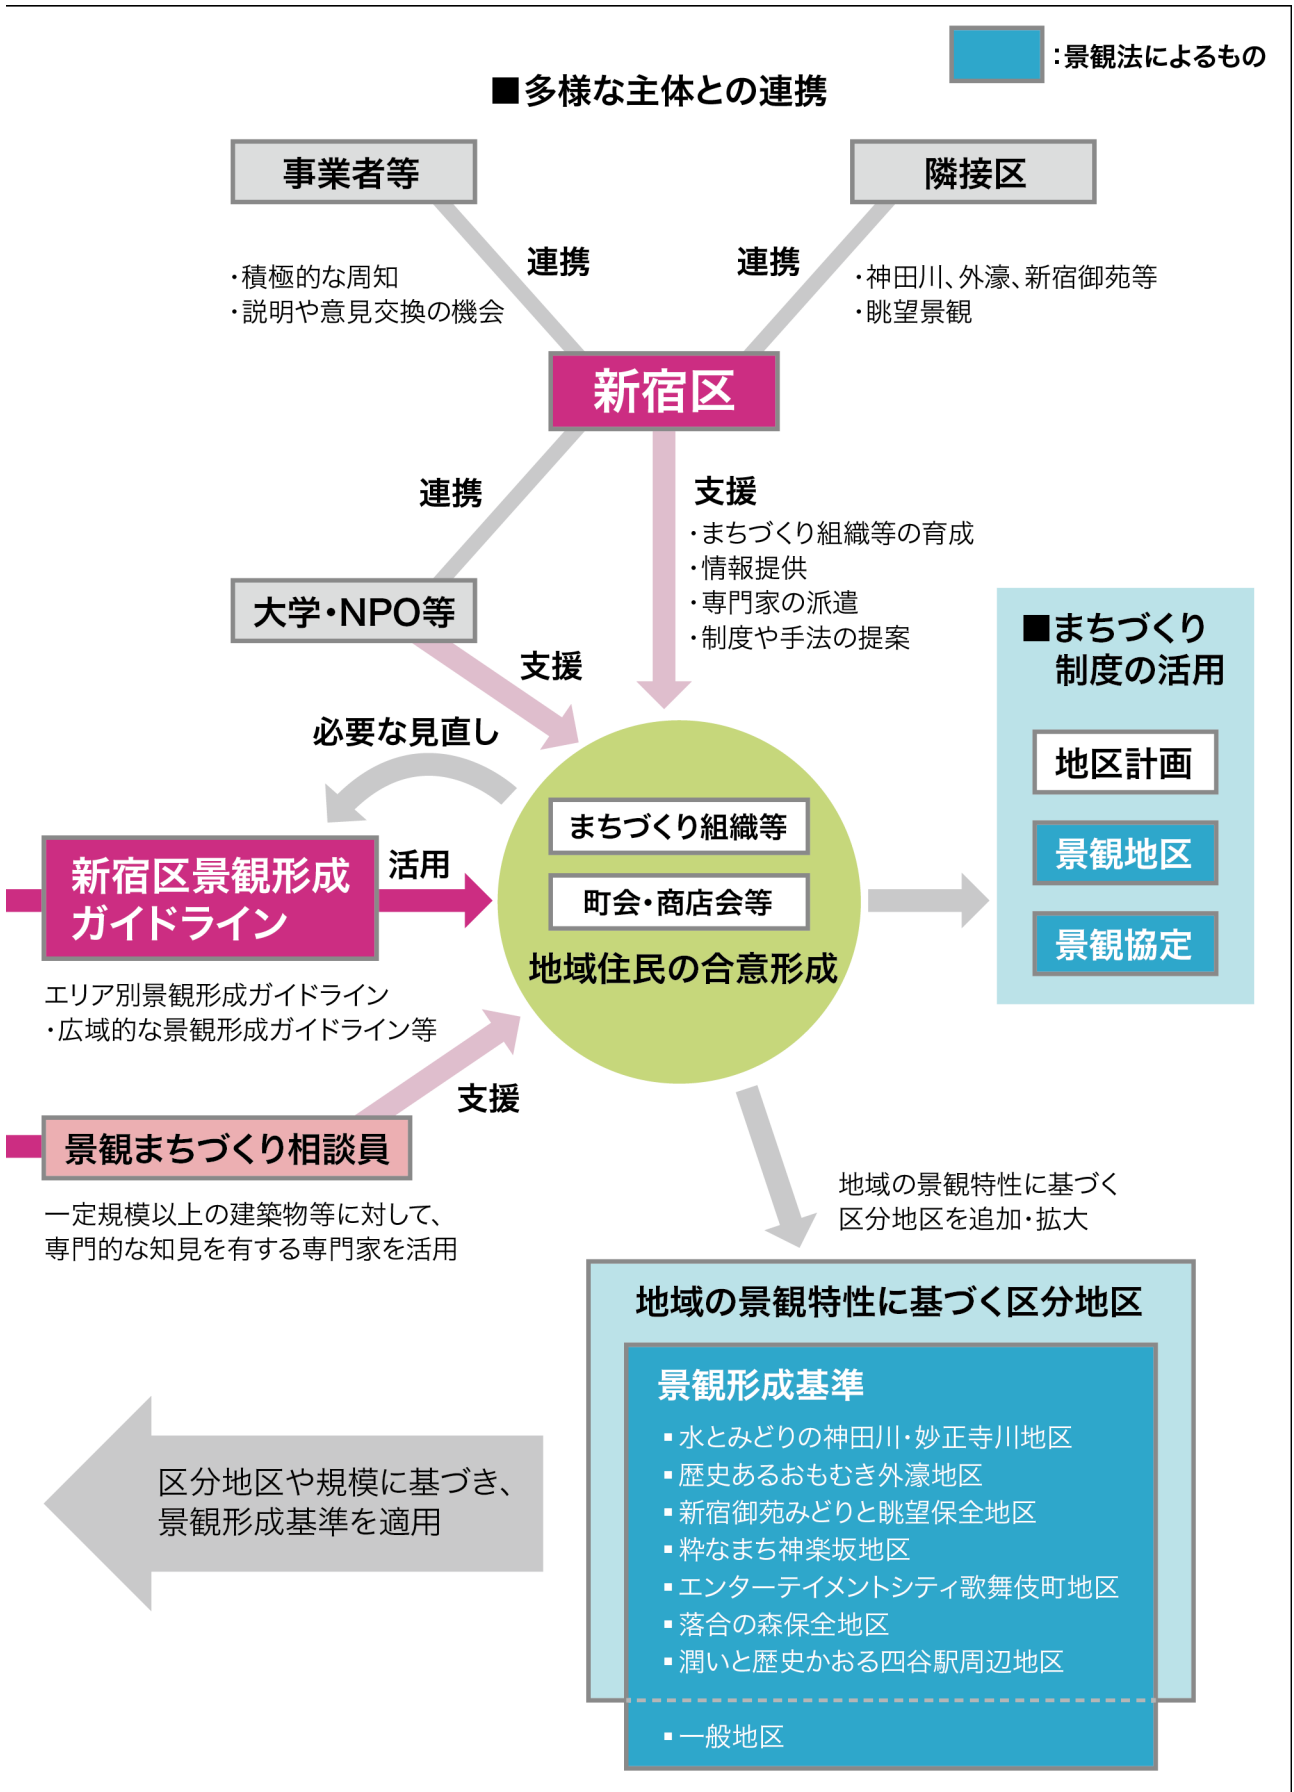 ：景観法によるもの
■多様な主体との連携
事業者等
隣接区
連携
連携
・積極的な周知
・説明や意見交換の機会
・神田川、外濠、新宿御苑等
・眺望景観
新宿区
連携
支援
・まちづくり組織等の育成
・情報提供
・専門家の派遣
・制度や手法の提案
大学・NPO等
支援
■まちづくり
制度の活用
地区計画
景観地区
景観協定
必要な見直し
まちづくり組織等
町会・商店会等
地域住民の合意形成
新宿区景観形成
ガイドライン
活用
エリア別景観形成ガイドライン
・広域的な景観形成ガイドライン等
支援
景観まちづくり相談員
一定規模以上の建築物等に対して、
専門的な知見を有する専門家を活用
地域の景観特性に基づく
区分地区を追加・拡大
地域の景観特性に基づく区分地区
景観形成基準
▪水とみどりの神田川・妙正寺川地区
▪歴史あるおもむき外濠地区
▪新宿御苑みどりと眺望保全地区
▪粋なまち神楽坂地区
▪エンターテイメントシティ歌舞伎町地区
▪落合の森保全地区
▪潤いと歴史かおる四谷駅周辺地区
▪一般地区
区分地区や規模に基づき、
景観形成基準を適用